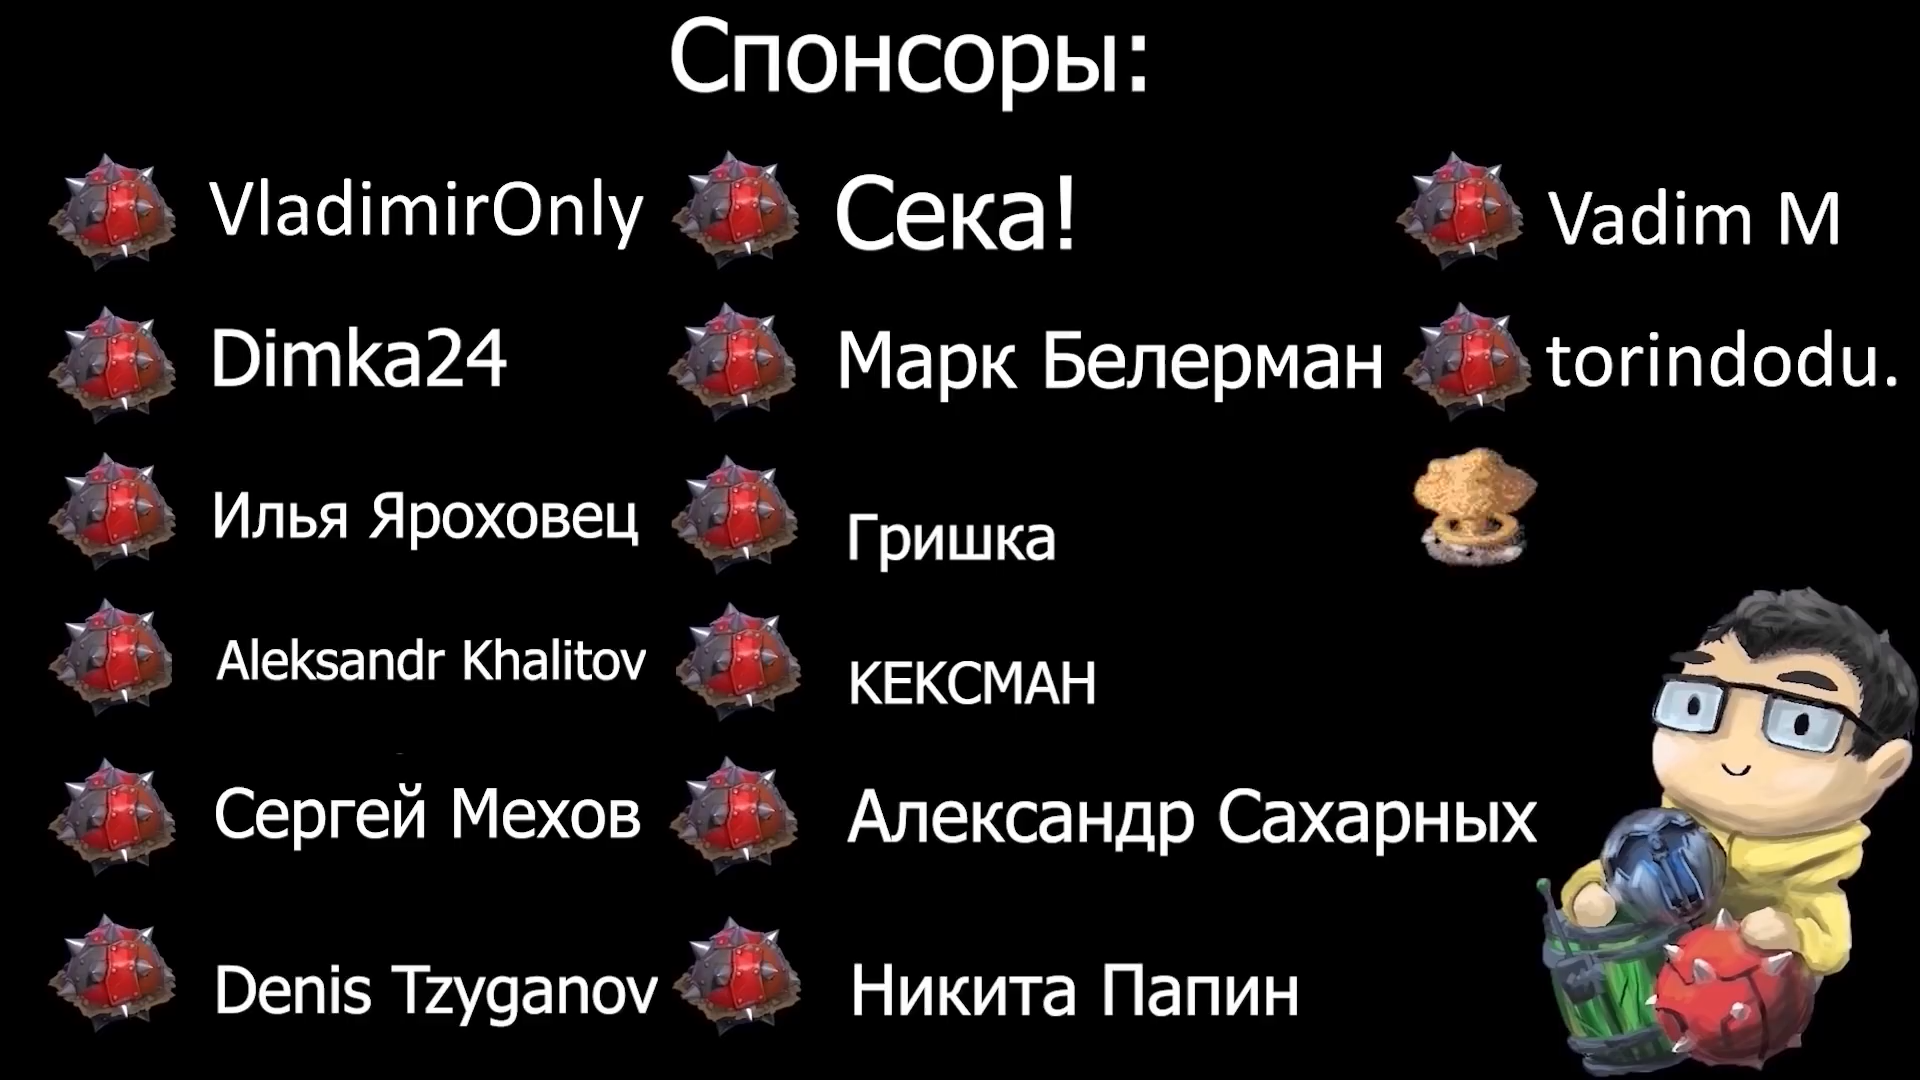 Спонсоры:
VladimirOnly
Dimka24
Илья Яроховец
Aleksandr Khalitov
Сергей Мехов
Denis Tzyganov
Сека!
Марк Белерман
Гришка
КЕКСМАН
Александр Сахарных
Никита Папин
Vadim M
torindodu.